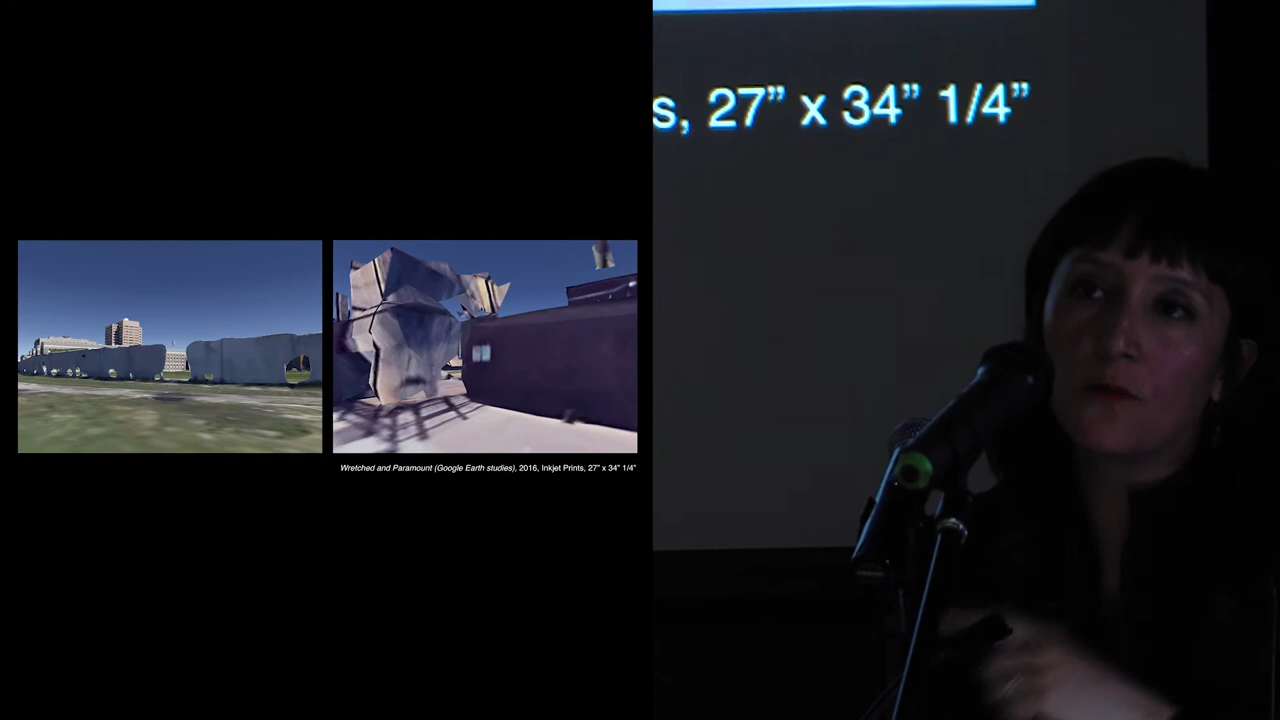 Wretched and Paramount (Google Earth studies), 2016, Inkjet Prints, 27” x 34” 1/4”
s, 27” x 34” 1/4”